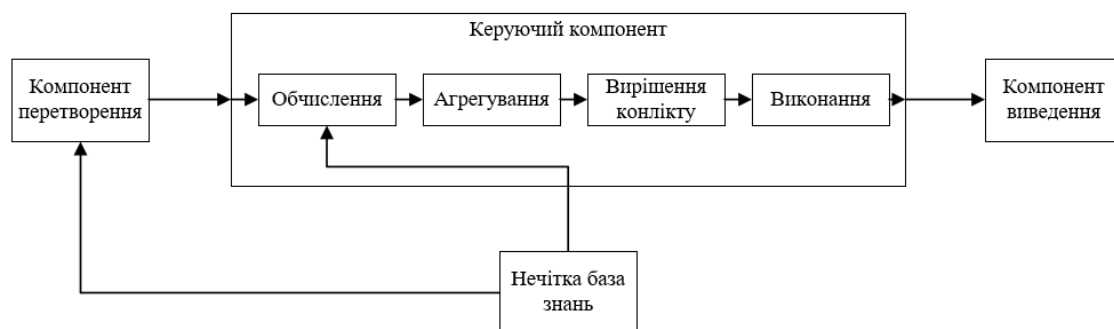 Керуючий компонент
Компонент
перетворення
Обчислення
Агрегування
Вирішення
конлікту
Виконання
Компонент
виведення
Нечітка база
знань